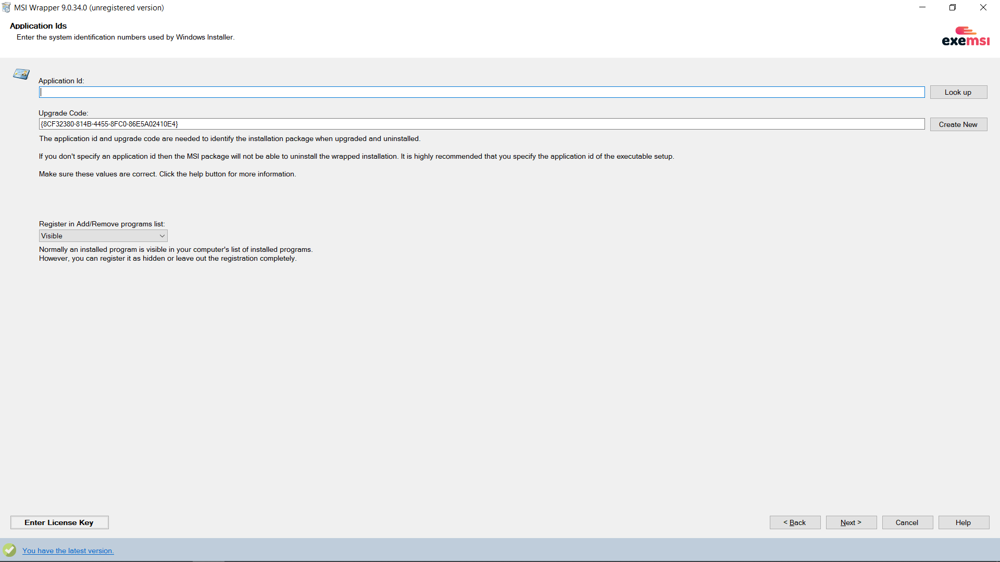 MSI Wrapper 9.0.34.0 (unregistered version)
Application Ids
Enter the system identification numbers used by Windows Installer.
exemsi
Application Id:
Look up
Upgrade Code:
{8CF32380-814B-4455-8FC0-86E5A02410E4}
Create New
The application id and upgrade code are needed to identify the installation package when upgraded and uninstalled.
If you don't specify an application id then the MSI package will not be able to uninstall the wrapped installation. It is highly recommended that you specify the application id of the executable setup.
Make sure these values are correct. Click the help button for more information.
Register in Add/Remove programs list:
Visible
Normally an installed program is visible in your computer's list of installed programs.
However, you can register it as hidden or leave out the registration completely.
Enter License Key
< Back
Next >
Cancel
Help
You have the latest version.